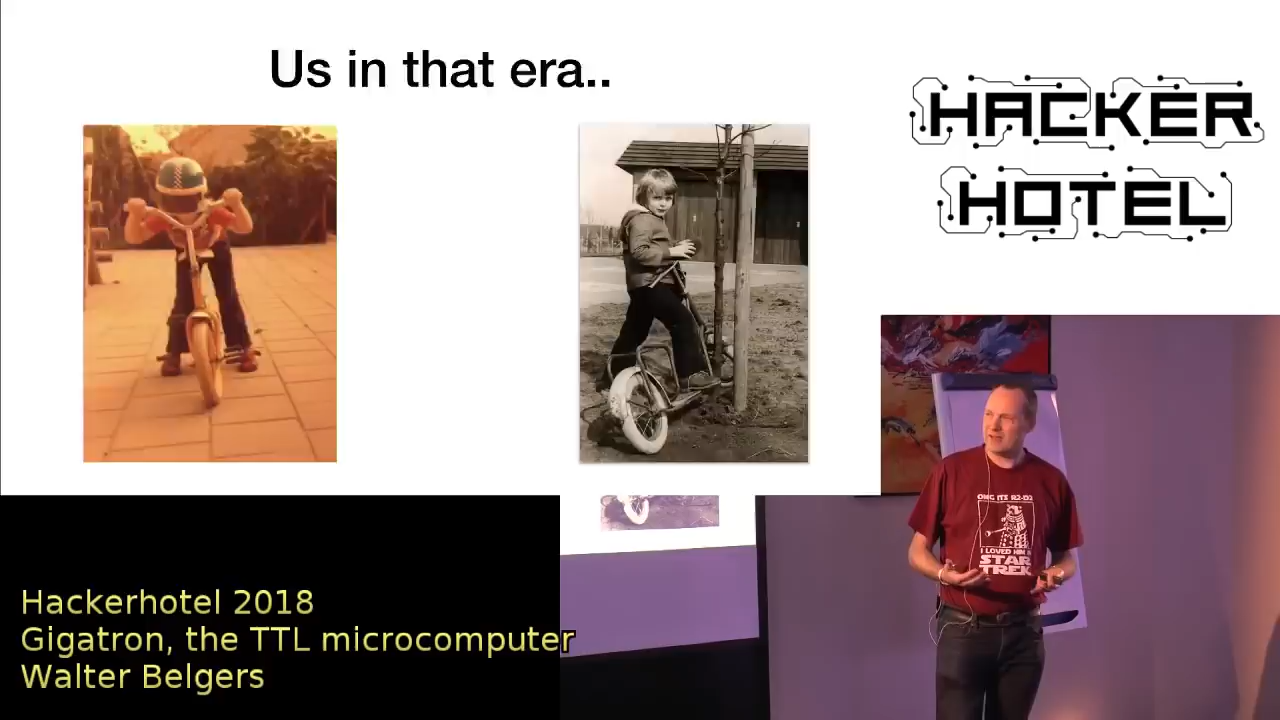 Us in that era..
HACKER
HOTEL
OMG ITS R2-D2
I LOVED HIM IN
STAR
TREK
Hackerhotel 2018
Gigatron, the TTL microcomputer
Walter Belgers